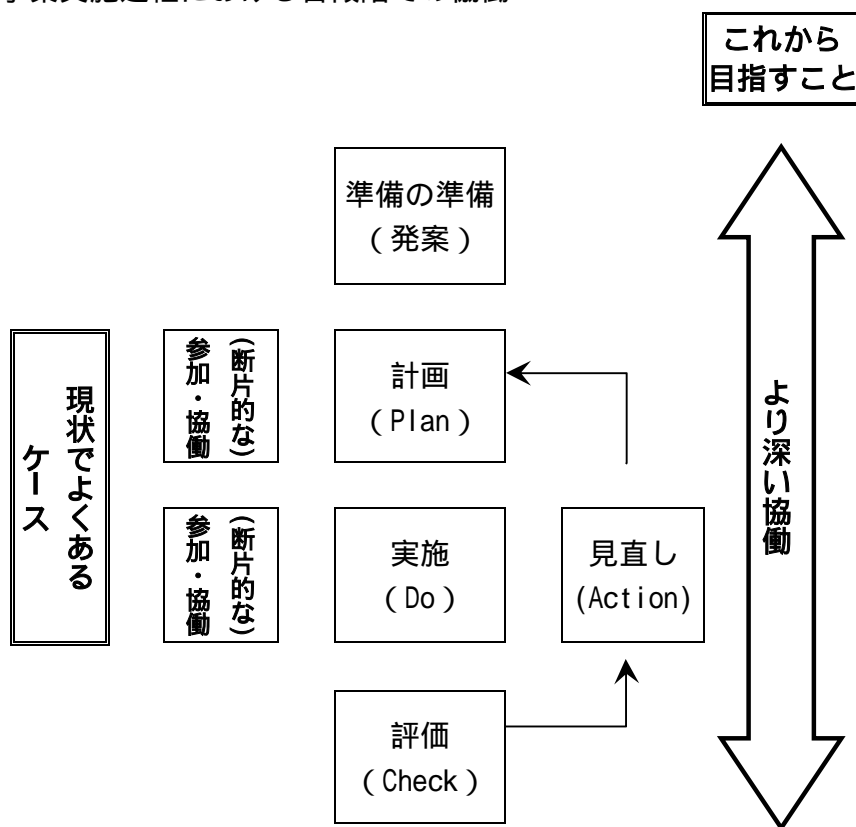 これから
目指すこと
準備の準備
（発案）
現状でよくある
ケース
(断片的な)
参加・協働
計画
（Plan）
より深い協働
(断片的な)
参加・協働
実施
（Do）
見直し
(Action)
評価
（Check）